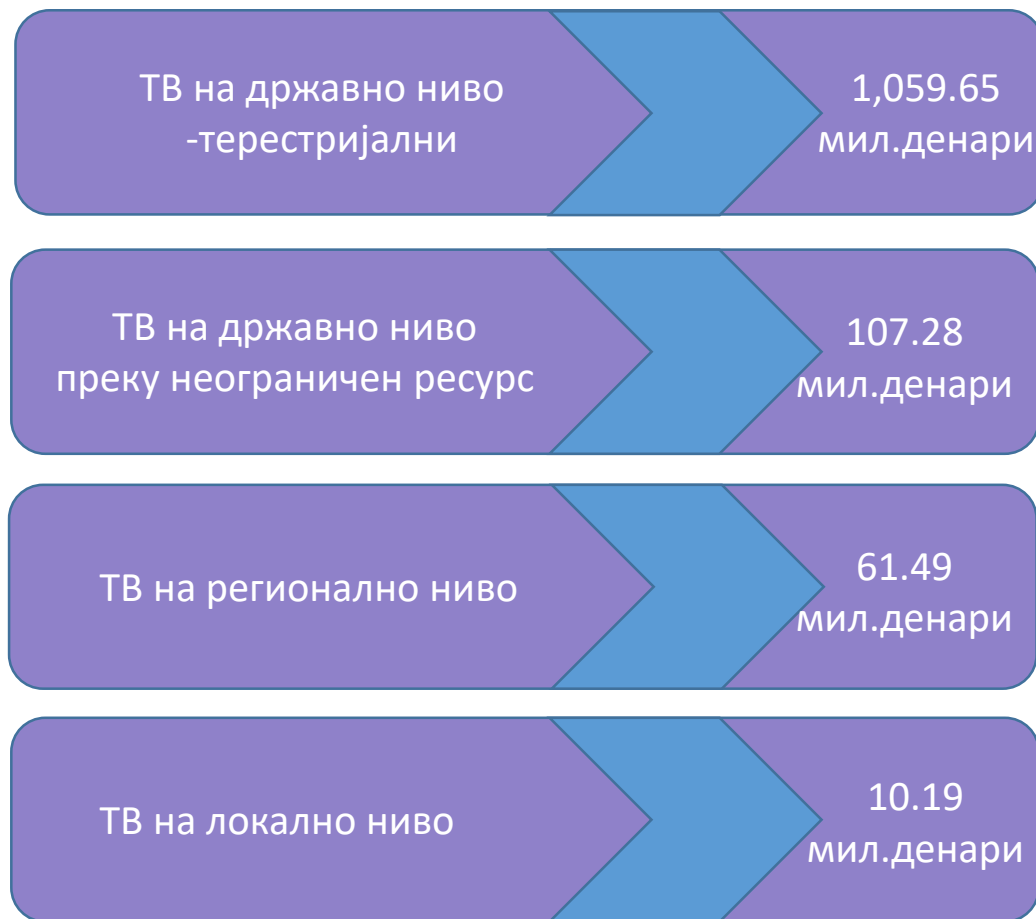 ТВ на државно ниво
-терестријални
1,059.65
мил.денари
ТВ на државно ниво
преку неограничен ресурс
107.28
мил.денари
ТВ на регионално ниво
61.49
мил.денари
ТВ на локално ниво
10.19
мил.денари